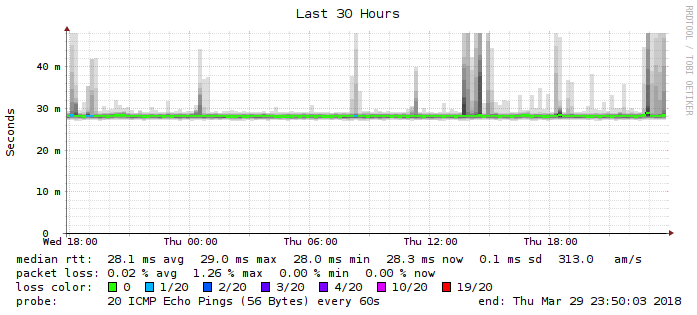 Last 30 Hours
RRDTOOL / TOBI OETIKER
Seconds
40 m
30 m
20 m
10 m
0
Wed 18:00 Thu 00:00 Thu 06:00 Thu 12:00 Thu 18:00
median rtt: 28.1 ms avg 29.0 ms max 28.0 ms min 28.3 ms now 0.1 ms sd 313.0 am/s
packet loss: 0.02 % avg 1.26 % max 0.00 % min 0.00 % now
loss color: 0 1/20 2/20 3/20 4/20 10/20 19/20
probe: 20 ICMP Echo Pings (56 Bytes) every 60s end: Thu Mar 29 23:50:03 2018